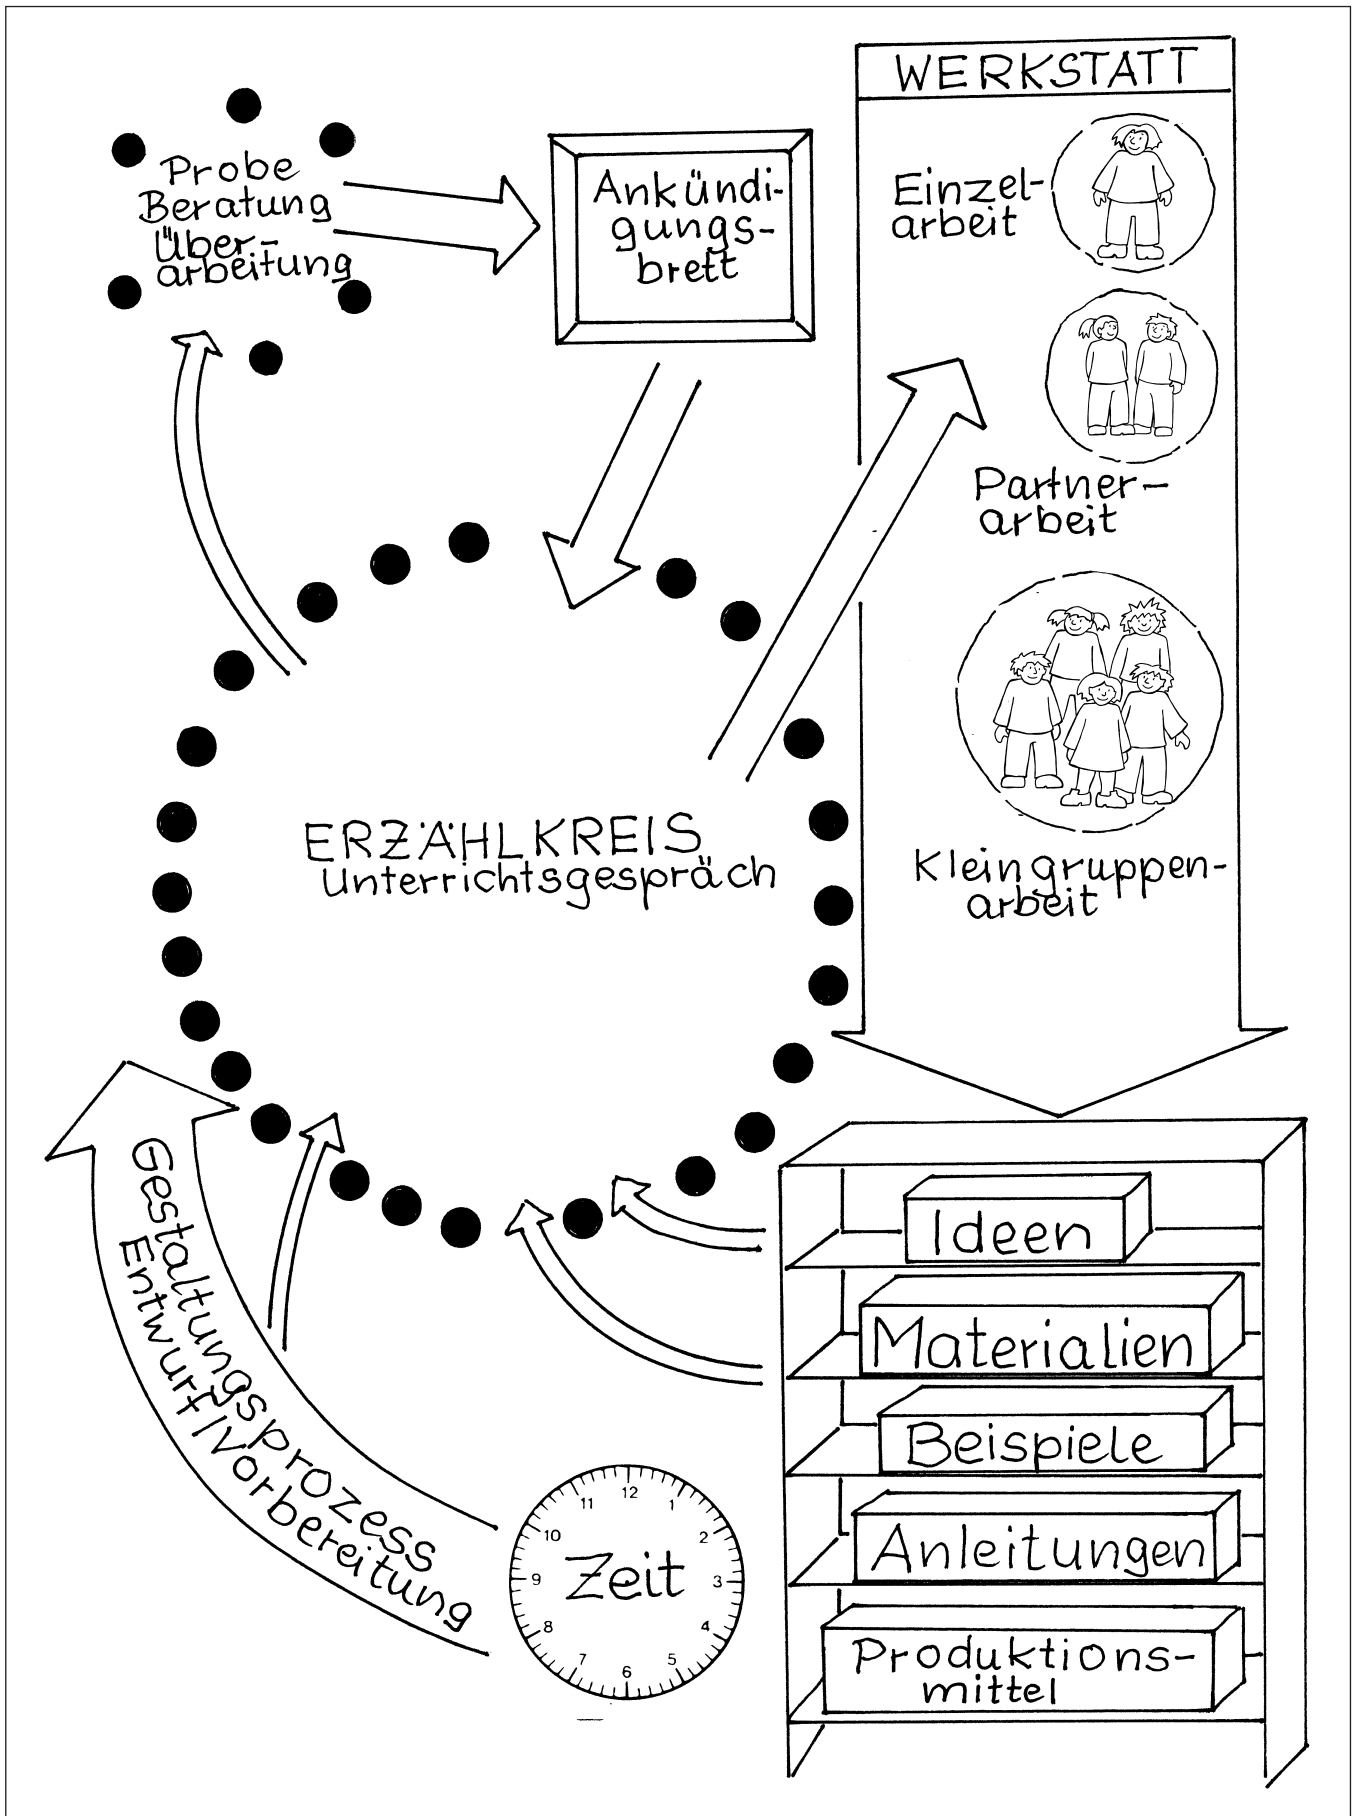 WERKSTATT
Probe
Beratung
Über-
arbeitung
Ankündi-
gungs-
brett
Einzel-
arbeit
Partner-
arbeit
Kleingruppen-
arbeit
ERZÄHLKREIS
Unterrichtsgespräch
Gestaltungsprozess
Entwurf/Vorbereitung
Zeit
12
1
2
3
4
5
6
7
8
9
10
11
Ideen
Materialien
Beispiele
Anleitungen
Produktions-
mittel